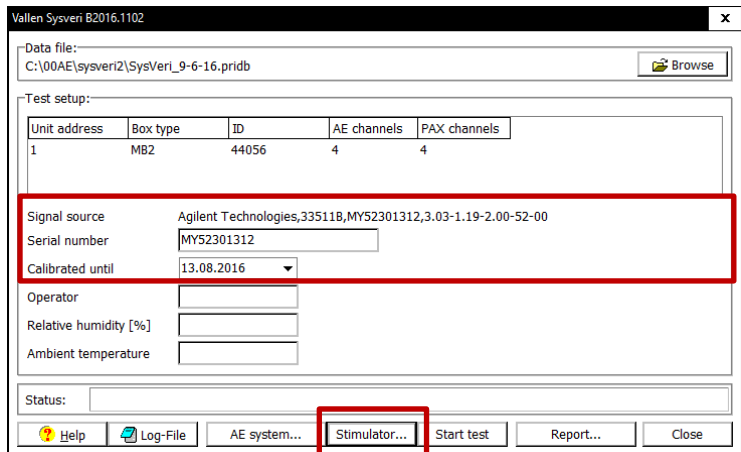 Vallen Sysveri B2016.1102 x
Data file:
C:\00AE\sysveri2\SysVeri_9-6-16.pridb Browse
Test setup:
Unit address Box type ID AE channels PAX channels
1 MB2 44056 4 4
Signal source Agilent Technologies,33511B,MY52301312,3.03-1.19-2.00-52-00
Serial number MY52301312
Calibrated until 13.08.2016
Operator
Relative humidity [%]
Ambient temperature
Status:
Help Log-File AE system... Stimulator... Start test Report... Close